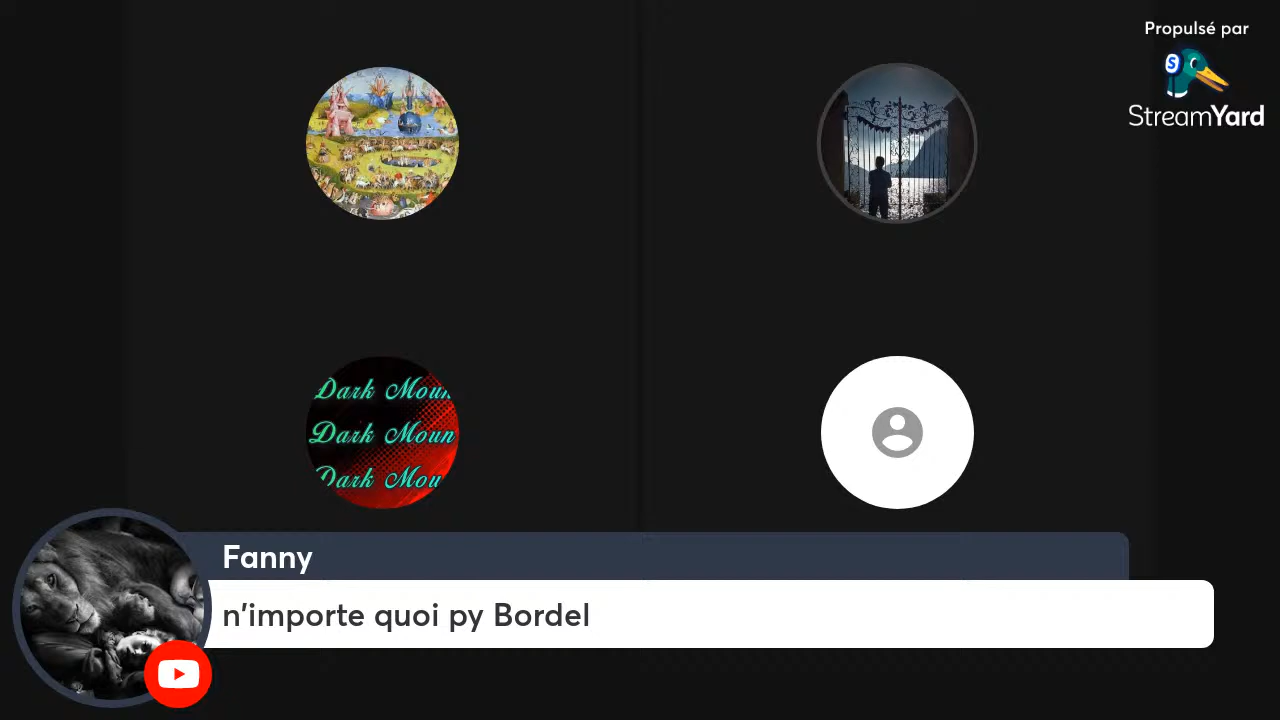 Propulsé par
StreamYard
Dark Moun
Dark Moun
Dark Mou
Fanny
n'importe quoi py Bordel